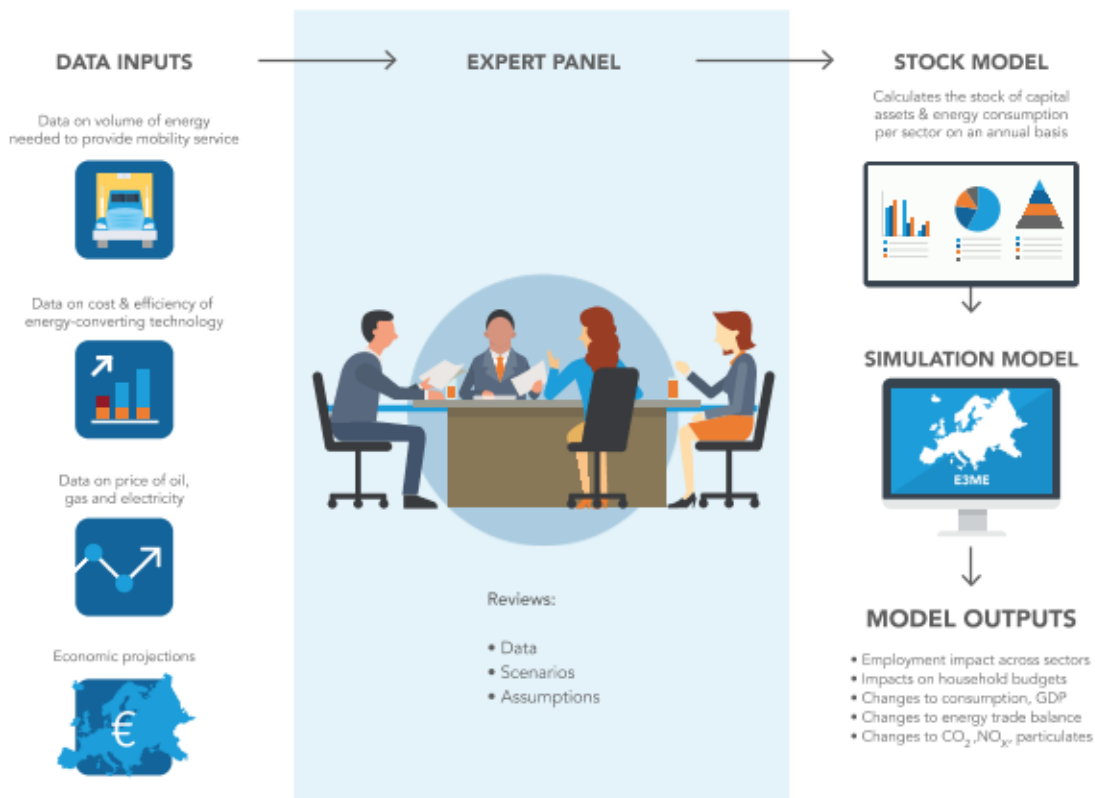 DATA INPUTS
Data on volume of energy
needed to provide mobility service
Data on cost & efficiency of
energy-converting technology
Data on price of oil,
gas and electricity
Economic projections
€
EXPERT PANEL
Reviews:
• Data
• Scenarios
• Assumptions
STOCK MODEL
Calculates the stock of capital
assets & energy consumption
per sector on an annual basis
SIMULATION MODEL
E3ME
MODEL OUTPUTS
• Employment impact across sectors
• Impacts on household budgets
• Changes to consumption, GDP
• Changes to energy trade balance
• Changes to CO₂,NOₓ, particulates